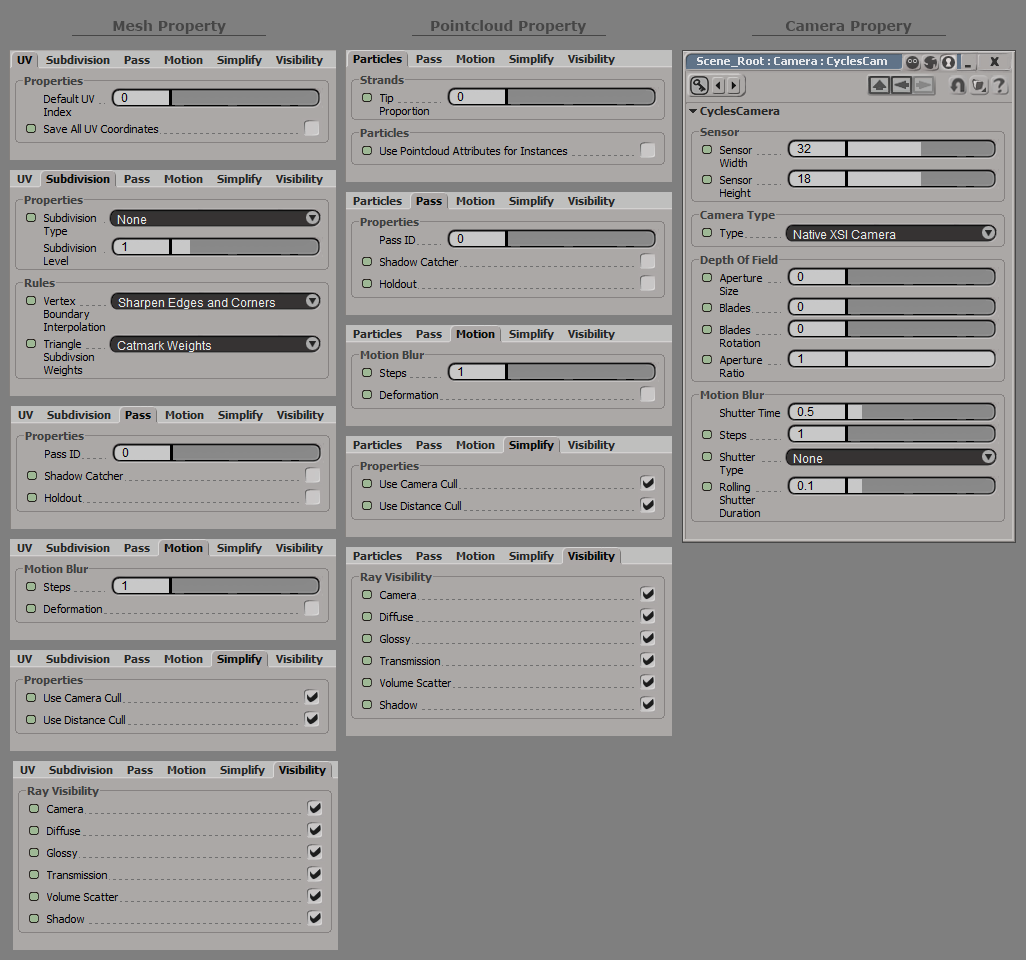 Mesh Property
UV Subdivision Pass Motion Simplify Visibility
Properties
Default UV
Index
0
Save All UV Coordinates
UV Subdivision Pass Motion Simplify Visibility
Properties
Subdivision
Type
None
Subdivision
Level
1
Rules
Vertex
Boundary
Interpolation
Sharpen Edges and Corners
Triangle
Subdivsion
Weights
Catmark Weights
UV Subdivision Pass Motion Simplify Visibility
Properties
Pass ID 0
Shadow Catcher
Holdout
UV Subdivision Pass Motion Simplify Visibility
Motion Blur
Steps 1
Deformation
UV Subdivision Pass Motion Simplify Visibility
Properties
Use Camera Cull
Use Distance Cull
UV Subdivision Pass Motion Simplify Visibility
Ray Visibility
Camera
Diffuse
Glossy
Transmission
Volume Scatter
Shadow
Pointcloud Property
Particles Pass Motion Simplify Visibility
Strands
Tip
Proportion
0
Particles
Use Pointcloud Attributes for Instances
Particles Pass Motion Simplify Visibility
Properties
Pass ID 0
Shadow Catcher
Holdout
Particles Pass Motion Simplify Visibility
Motion Blur
Steps 1
Deformation
Particles Pass Motion Simplify Visibility
Properties
Use Camera Cull
Use Distance Cull
Particles Pass Motion Simplify Visibility
Ray Visibility
Camera
Diffuse
Glossy
Transmission
Volume Scatter
Shadow
Camera Propery
Scene_Root : Camera : CyclesCam
CyclesCamera
Sensor
Sensor
Width
32
Sensor
Height
18
Camera Type
Type Native XSI Camera
Depth Of Field
Aperture
Size
0
Blades 0
Blades
Rotation
0
Aperture
Ratio
1
Motion Blur
Shutter Time 0.5
Steps 1
Shutter
Type
None
Rolling
Shutter
Duration
0.1